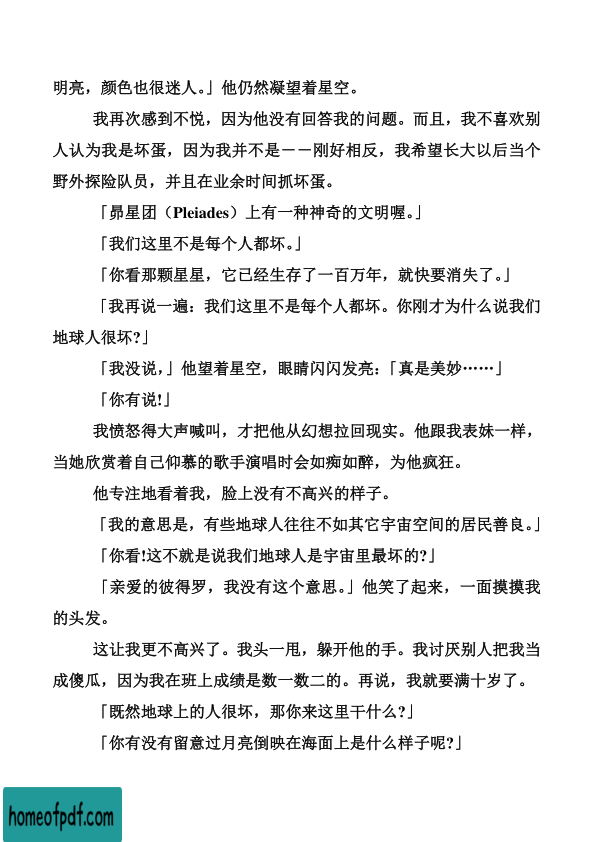 明亮，颜色也很迷人。」他仍然凝望着星空。
我再次感到不悦，因为他没有回答我的问题。而且，我不喜欢别
人认为我是坏蛋，因为我并不是－－刚好相反，我希望长大以后当个
野外探险队员，并且在业余时间抓坏蛋。
「昴星团（Pleiades）上有一种神奇的文明喔。」
「我们这里不是每个人都坏。」
「你看那颗星星，它已经生存了一百万年，就快要消失了。」
「我再说一遍：我们这里不是每个人都坏。你刚才为什么说我们
地球人很坏?」
「我没说，」他望着星空，眼睛闪闪发亮：「真是美妙……」
「你有说!」
我愤怒得大声喊叫，才把他从幻想拉回现实。他跟我表妹一样，
当她欣赏着自己仰慕的歌手演唱时会如痴如醉，为他疯狂。
他专注地看着我，脸上没有不高兴的样子。
「我的意思是，有些地球人往往不如其它宇宙空间的居民善良。」
「你看!这不就是说我们地球人是宇宙里最坏的?」
「亲爱的彼得罗，我没有这个意思。」他笑了起来，一面摸摸我
的头发。
这让我更不高兴了。我头一甩，躲开他的手。我讨厌别人把我当
成傻瓜，因为我在班上成绩是数一数二的。再说，我就要满十岁了。
「既然地球上的人很坏，那你来这里干什么?」
「你有没有留意过月亮倒映在海面上是什么样子呢?」
homeofpdf.com